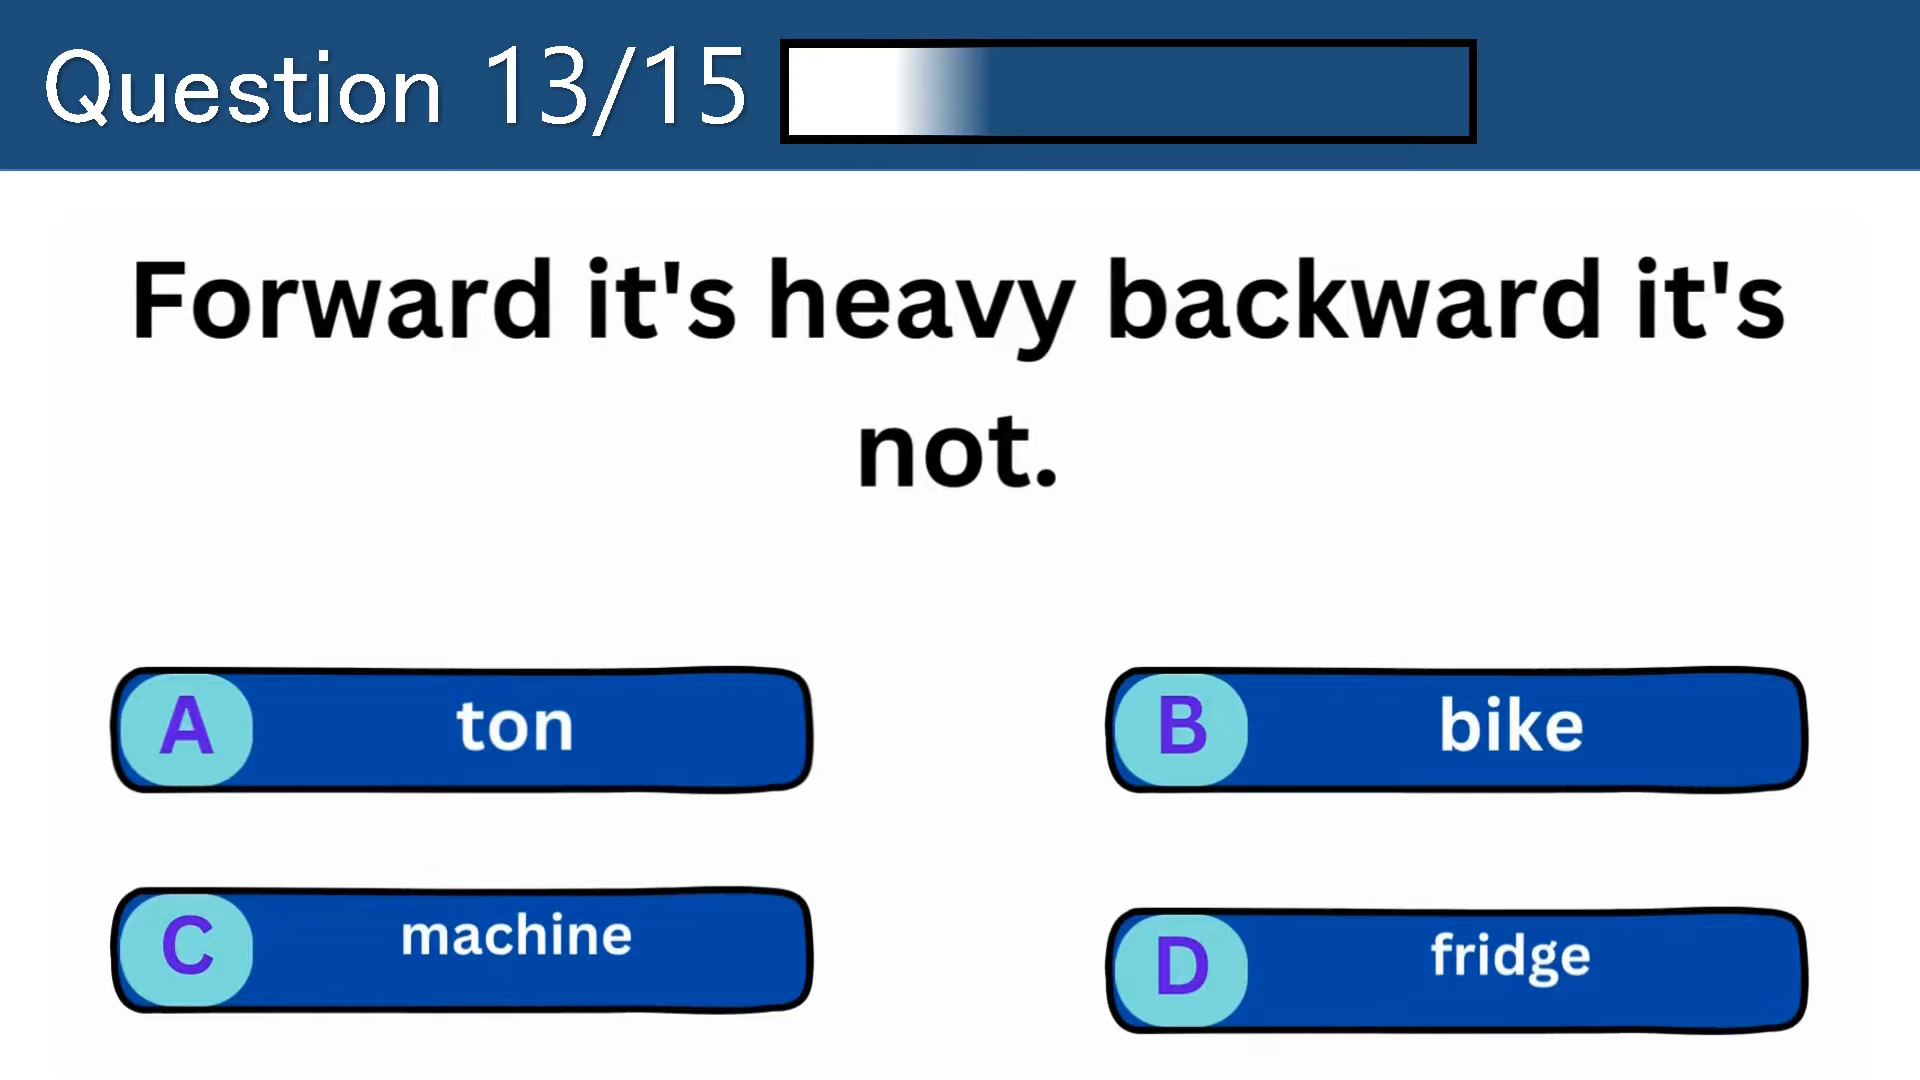 Question 13/15
Forward it's heavy backward it's
not.
A ton
B bike
C machine
D fridge